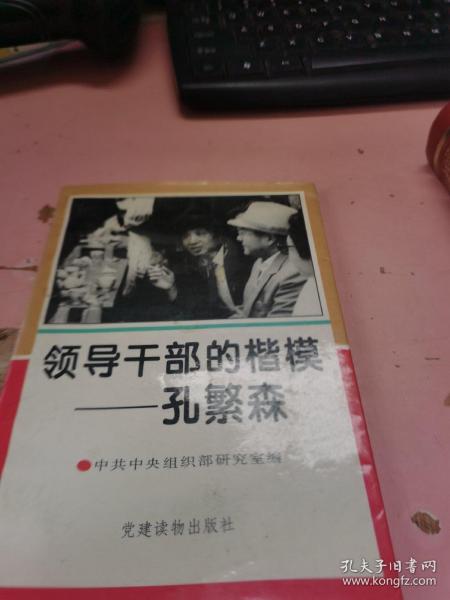 领导干部的楷模
——孔繁森
●中共中央组织部研究室编
党建读物出版社
孔夫子旧书网
www.kongfz.com